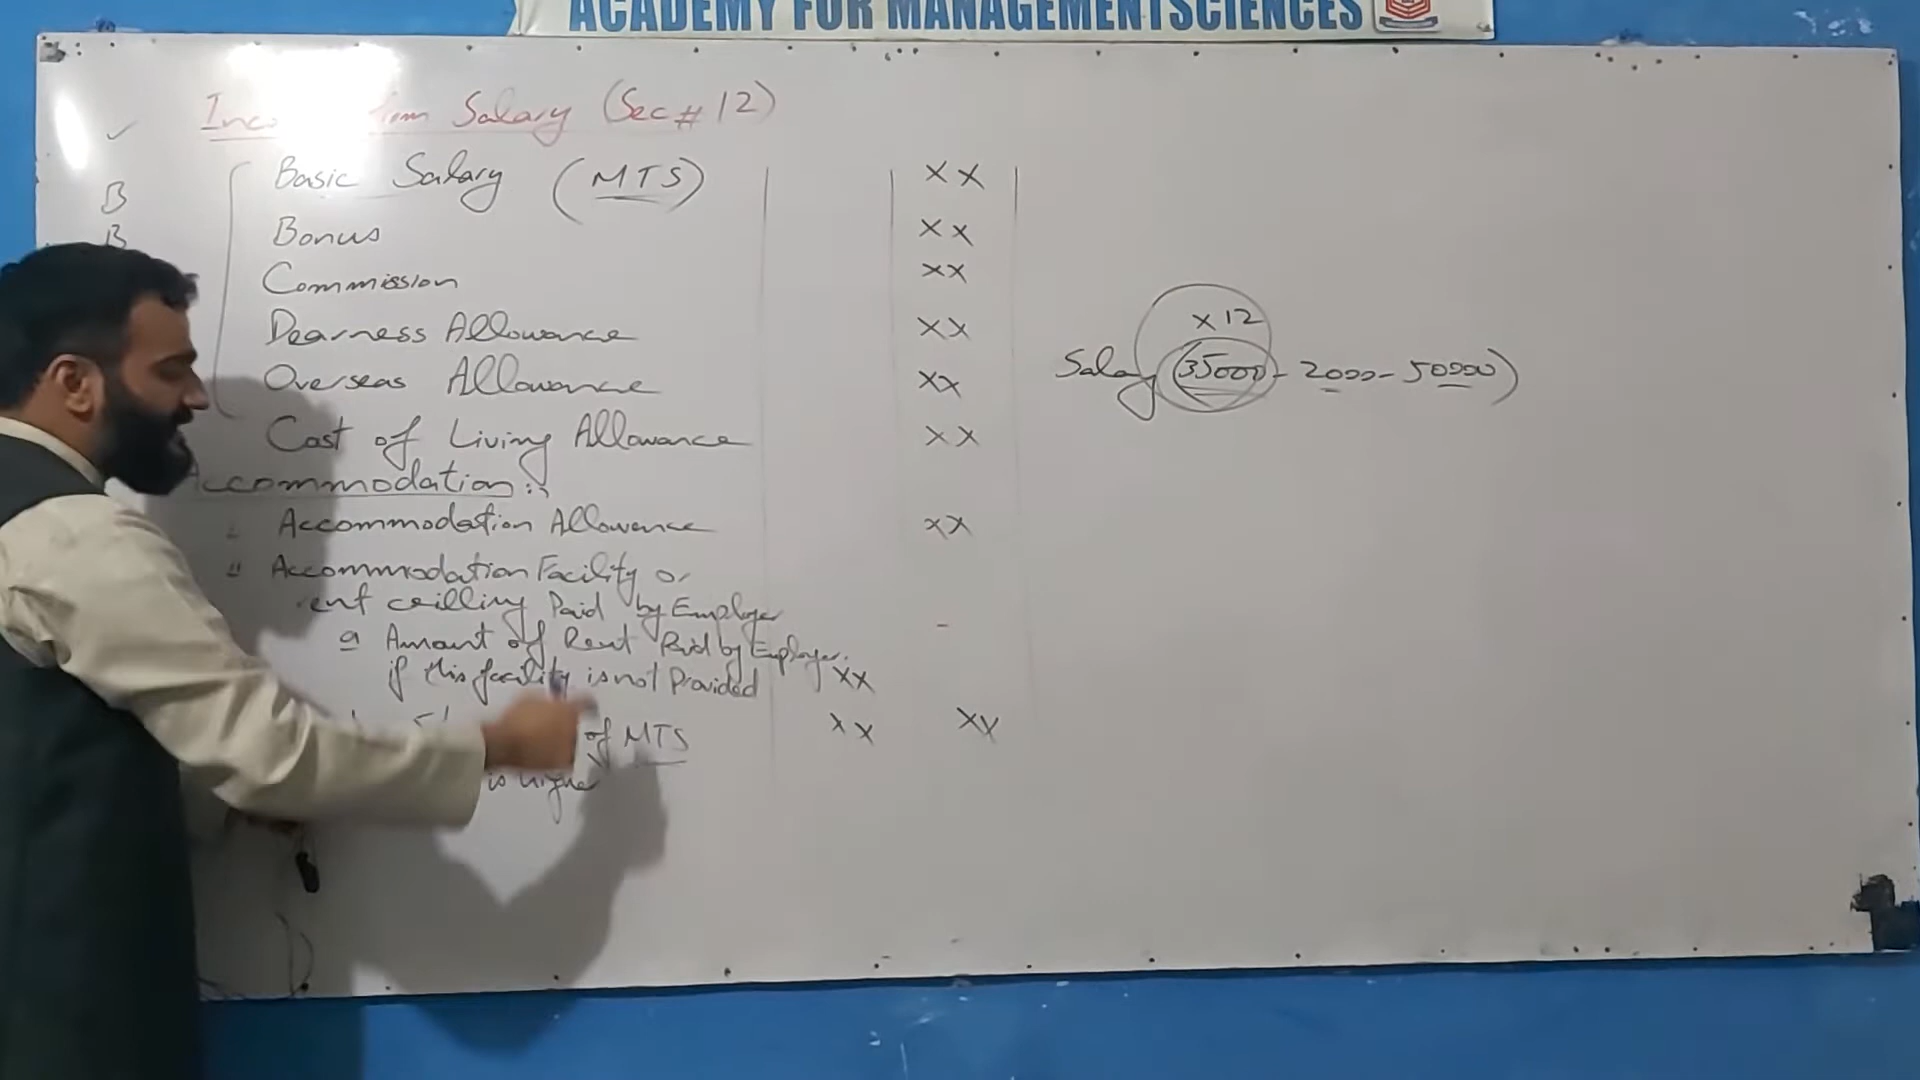 ACADEMY FOR MANAGEMENTSCIENCES
Salary (Sec # 12)
B Basic Salary (MTS) XX
B Bonus XX
Commission XX
Dearness Allowance XX
Overseas Allowance XX
Cost of Living Allowance XX
Accommodation:
i Accommodation Allowance XX
ii Accommodation Facility or
rent ceilling Paid by Employer
a Amount of Rent Paid by Employer
if this facility is not Provided XX
of MTS XX XX
is higher
x12
Salary (35000 - 2000 - 50000)